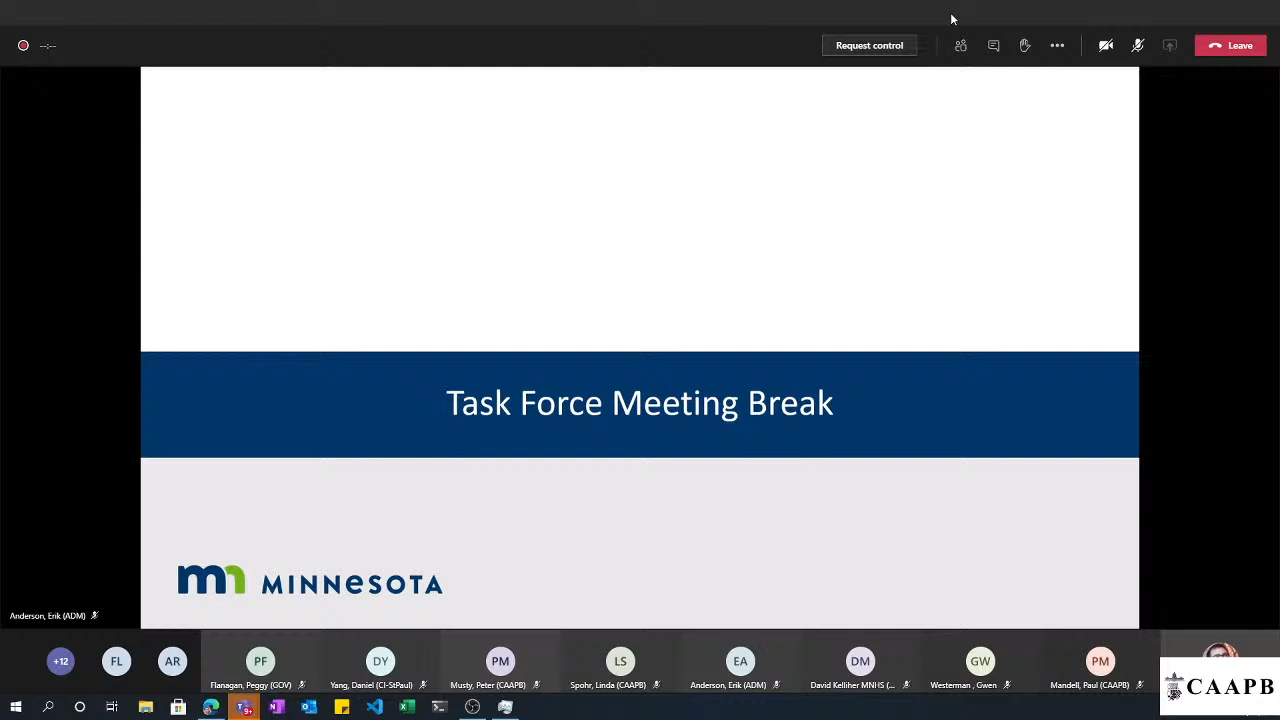 --:--
Request control
Leave
Task Force Meeting Break
mn MINNESOTA
Anderson, Erik (ADM)
+12
FL
AR
PF
DY
PM
LS
EA
DM
GW
PM
Flanagan, Peggy (GOV)
Yang, Daniel (CI-StPaul)
Musty, Peter (CAAPB)
Spohr, Linda (CAAPB)
Anderson, Erik (ADM)
David Kelliher MNHS (...
Westerman , Gwen
Mandell, Paul (CAAPB)
CAAPB
9+